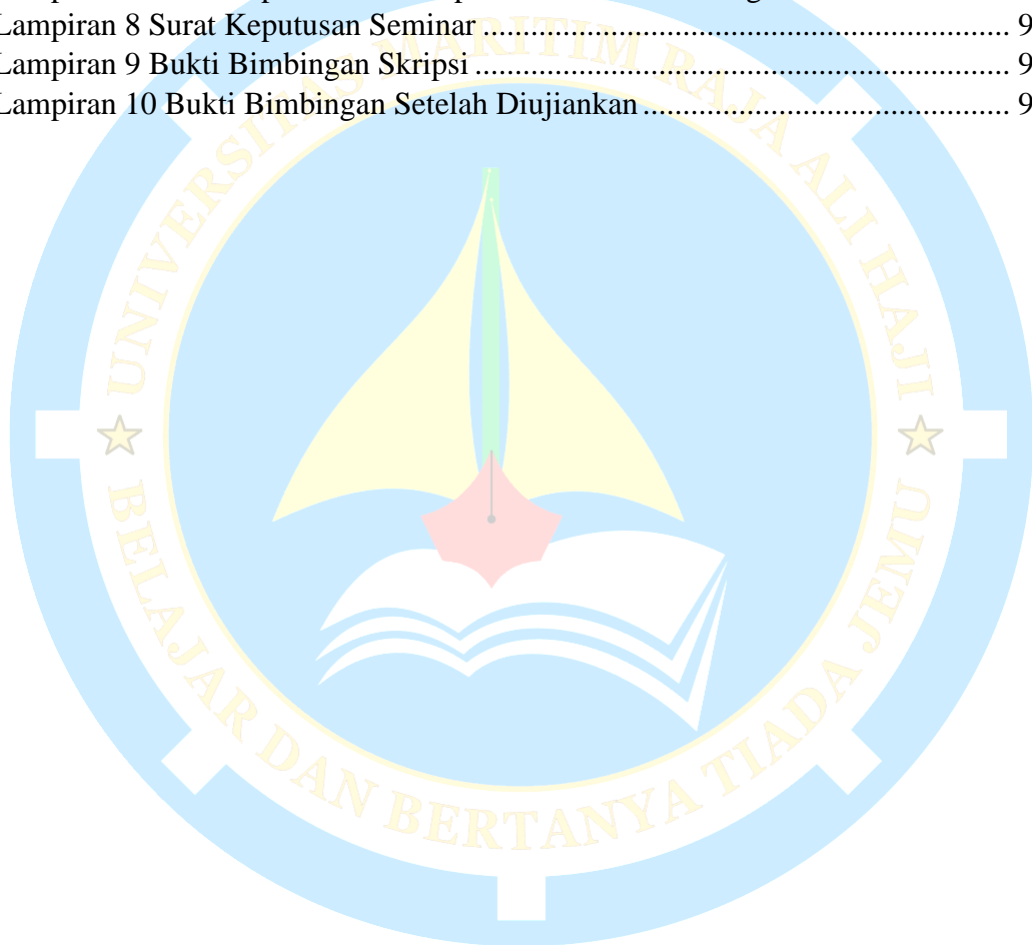 Lampiran 8 Surat Keputusan Seminar ........................................................................ 9
Lampiran 9 Bukti Bimbingan Skripsi ......................................................................... 9
Lampiran 10 Bukti Bimbingan Setelah Diujiankan .................................................. 9
UNIVERSITAS MARITIM RAJA ALI HAJI
BELAJAR DAN BERTANYA TIADA JEMU